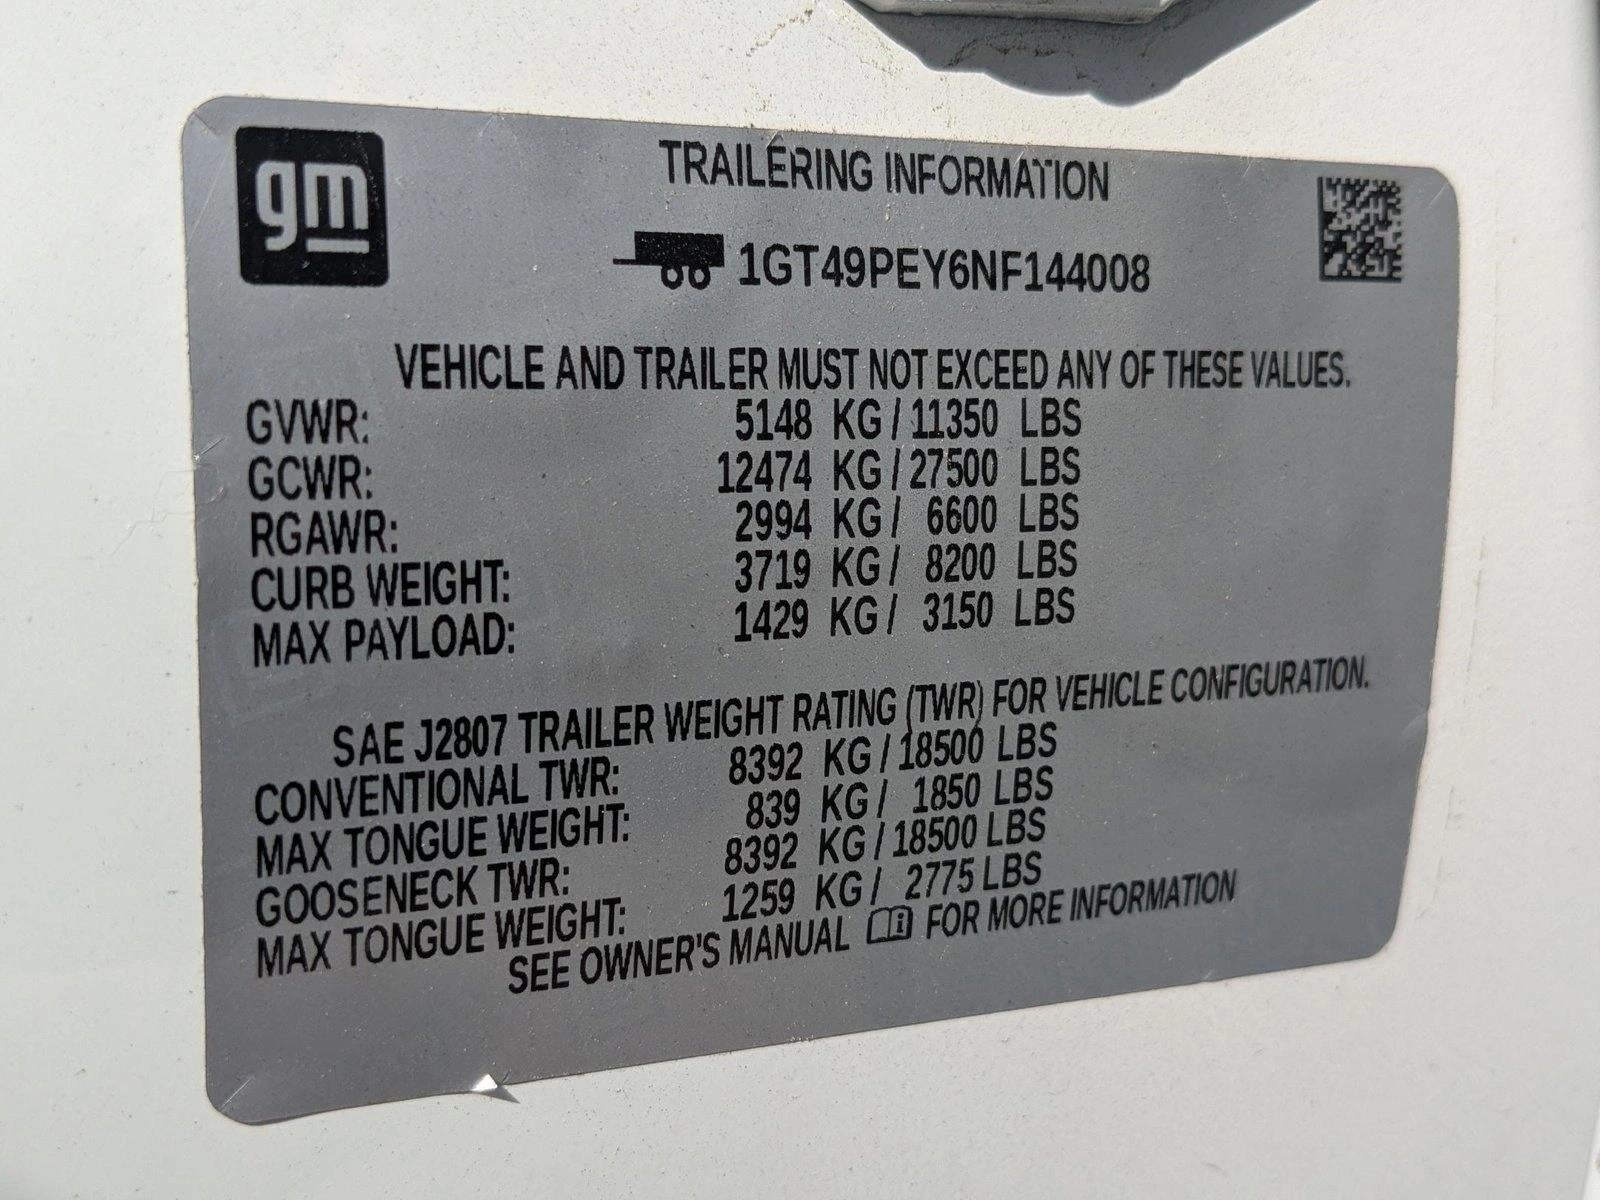 gm
TRAILERING INFORMATION
1GT49PEY6NF144008
VEHICLE AND TRAILER MUST NOT EXCEED ANY OF THESE VALUES.
GVWR: 5148 KG / 11350 LBS
GCWR: 12474 KG / 27500 LBS
RGAWR: 2994 KG / 6600 LBS
CURB WEIGHT: 3719 KG / 8200 LBS
MAX PAYLOAD: 1429 KG / 3150 LBS
SAE J2807 TRAILER WEIGHT RATING (TWR) FOR VEHICLE CONFIGURATION.
CONVENTIONAL TWR: 8392 KG / 18500 LBS
MAX TONGUE WEIGHT: 839 KG / 1850 LBS
GOOSENECK TWR: 8392 KG / 18500 LBS
MAX TONGUE WEIGHT: 1259 KG / 2775 LBS
SEE OWNER'S MANUAL FOR MORE INFORMATION